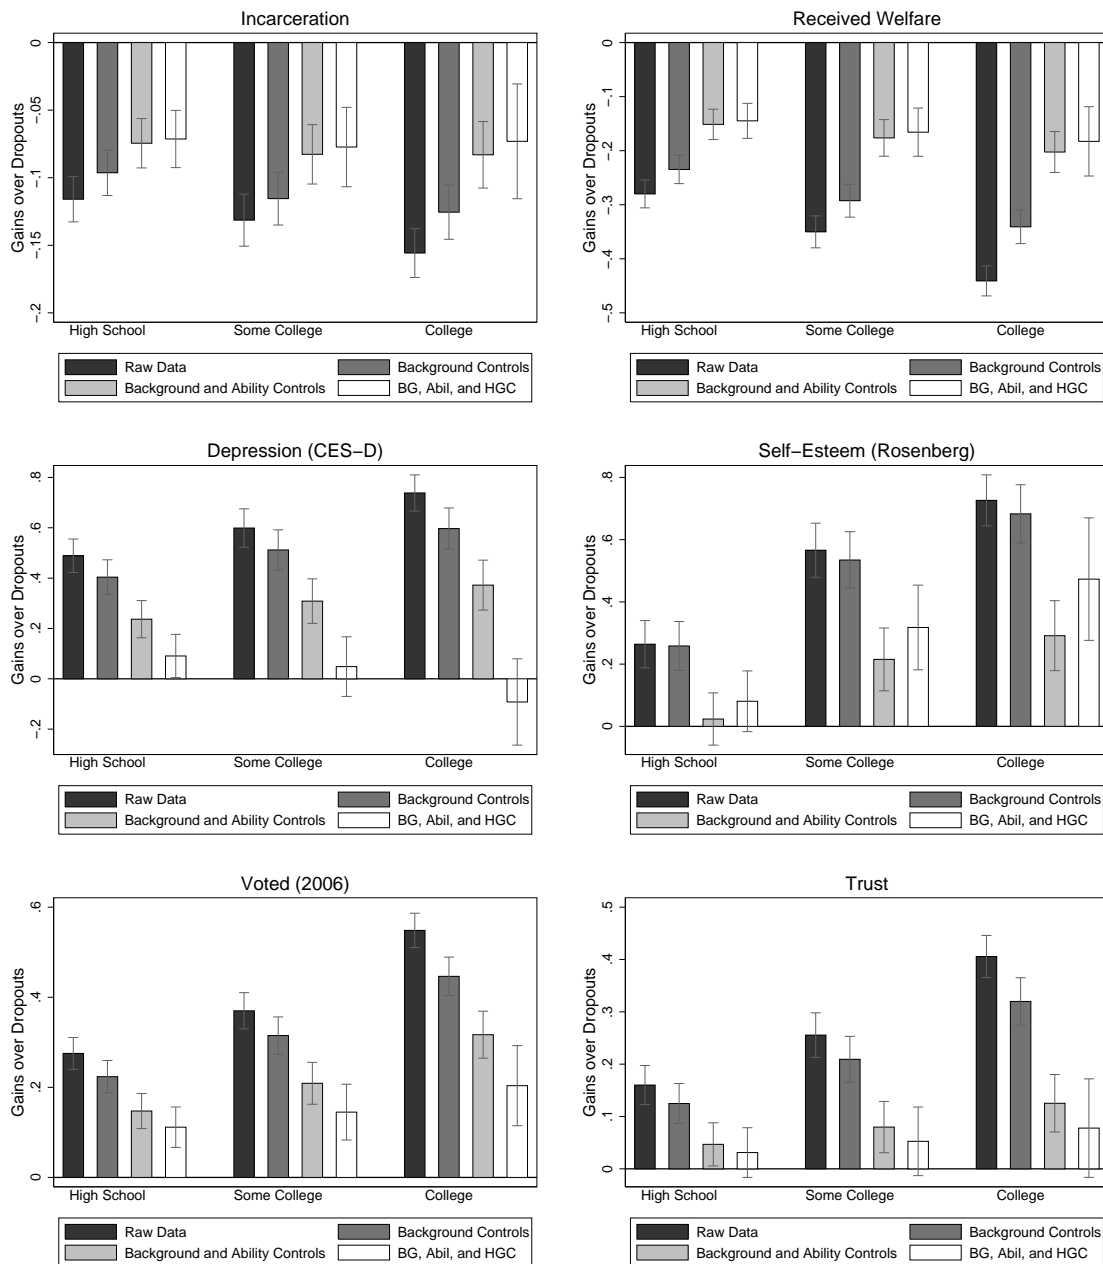 Incarceration
Gains over Dropouts
0
−.05
−.1
−.15
−.2
High School Some College College
Raw Data Background Controls
Background and Ability Controls BG, Abil, and HGC
Received Welfare
Gains over Dropouts
0
−.1
−.2
−.3
−.4
−.5
High School Some College College
Raw Data Background Controls
Background and Ability Controls BG, Abil, and HGC
Depression (CES−D)
Gains over Dropouts
.8
.6
.4
.2
0
−.2
High School Some College College
Raw Data Background Controls
Background and Ability Controls BG, Abil, and HGC
Self−Esteem (Rosenberg)
Gains over Dropouts
.8
.6
.4
.2
0
High School Some College College
Raw Data Background Controls
Background and Ability Controls BG, Abil, and HGC
Voted (2006)
Gains over Dropouts
.6
.4
.2
0
High School Some College College
Raw Data Background Controls
Background and Ability Controls BG, Abil, and HGC
Trust
Gains over Dropouts
.5
.4
.3
.2
.1
0
High School Some College College
Raw Data Background Controls
Background and Ability Controls BG, Abil, and HGC